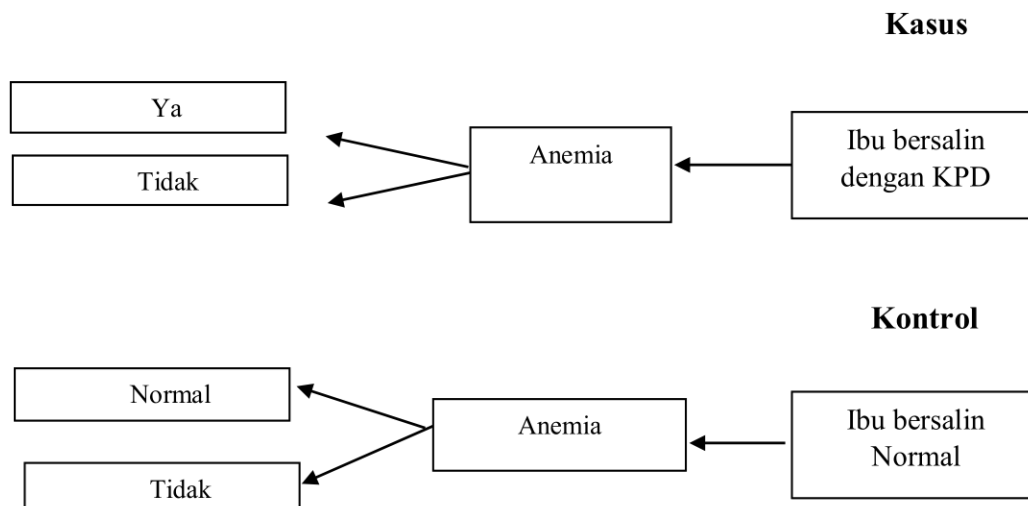 Kasus
Ya
Tidak
Anemia
Ibu bersalin
dengan KPD
Kontrol
Normal
Tidak
Anemia
Ibu bersalin
Normal